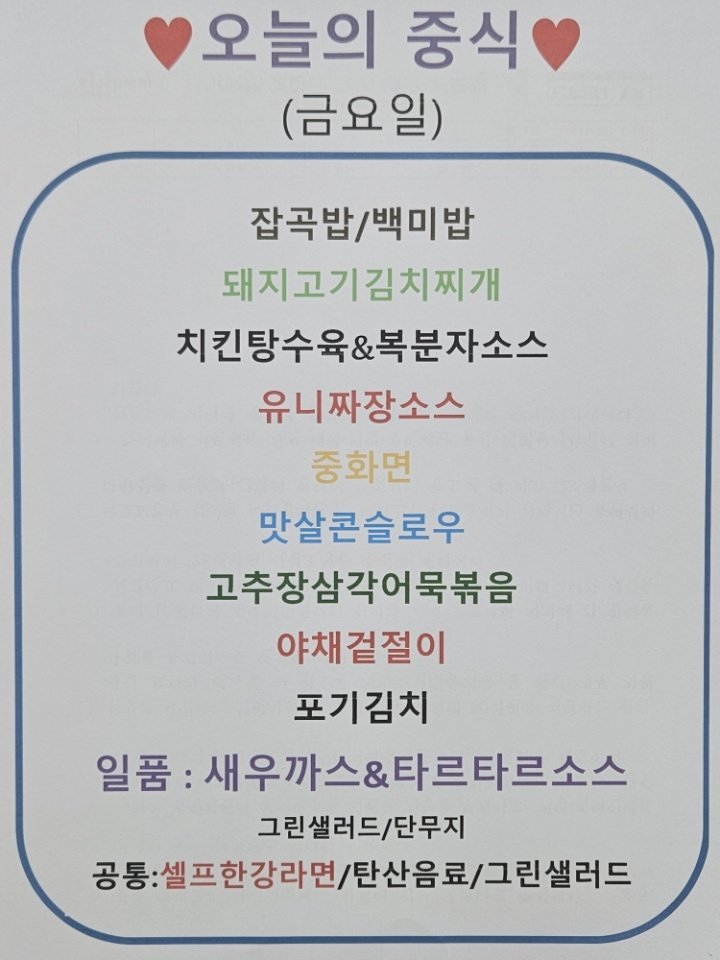 ♥오늘의 중식♥
(금요일)
잡곡밥/백미밥
돼지고기김치찌개
치킨탕수육&복분자소스
유니짜장소스
중화면
맛살콘슬로우
고추장삼각어묵볶음
야채겉절이
포기김치
일품 : 새우까스&타르타르소스
그린샐러드/단무지
공통:셀프한강라면/탄산음료/그린샐러드